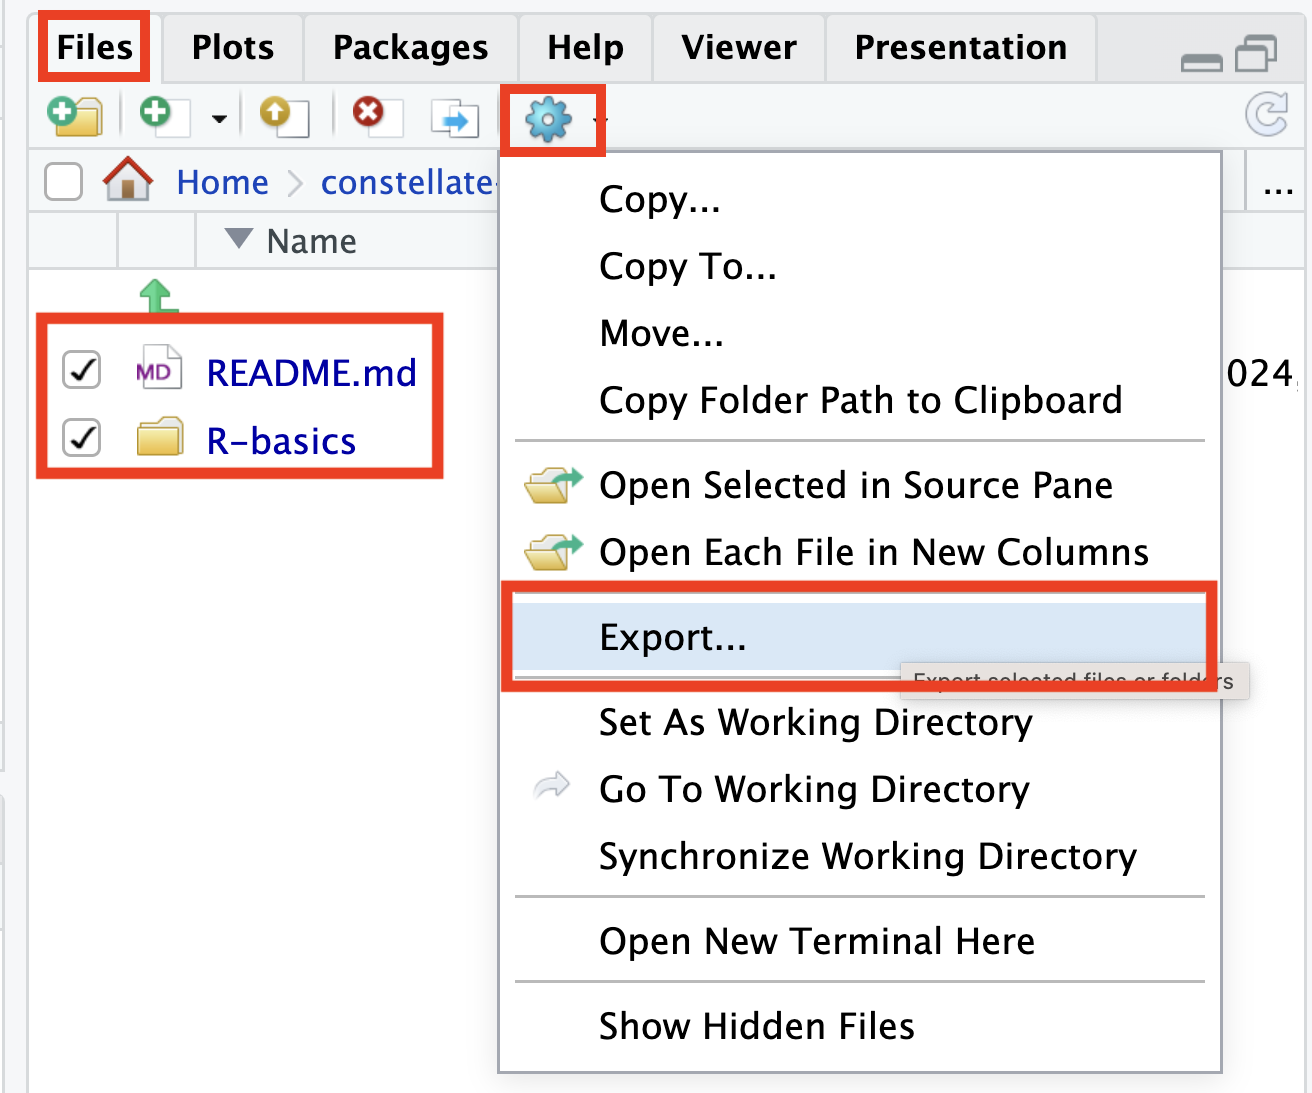 Files Plots Packages Help Viewer Presentation
Home constellate- ...
Name
Copy...
Copy To...
Move...
MD README.md 024,
Copy Folder Path to Clipboard
R-basics
Open Selected in Source Pane
Open Each File in New Columns
Export...
Export selected files or folders
Set As Working Directory
Go To Working Directory
Synchronize Working Directory
Open New Terminal Here
Show Hidden Files